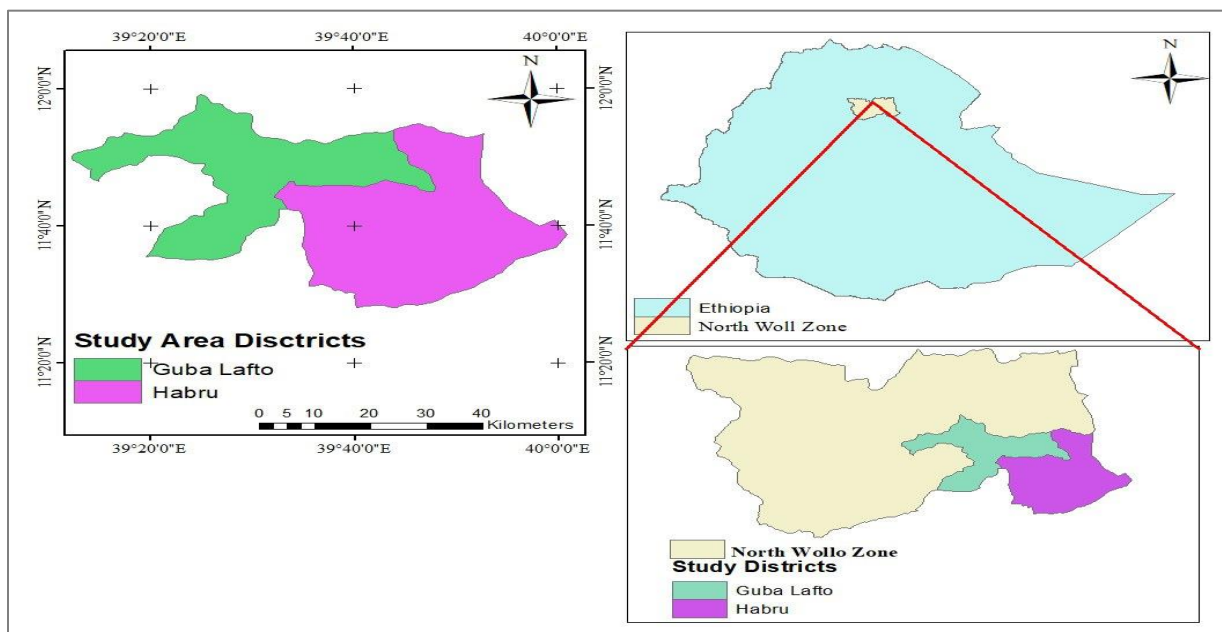 39°20'0"E 39°40'0"E 40°0'0"E
N
12°0'0"N
11°40'0"N
11°20'0"N
Study Area Disctricts
Guba Lafto
Habru
0 5 10 20 30 40
Kilometers
39°20'0"E 39°40'0"E 40°0'0"E
12°0'0"N
11°40'0"N
11°20'0"N
N
Ethiopia
North Woll Zone
North Wollo Zone
Study Districts
Guba Lafto
Habru